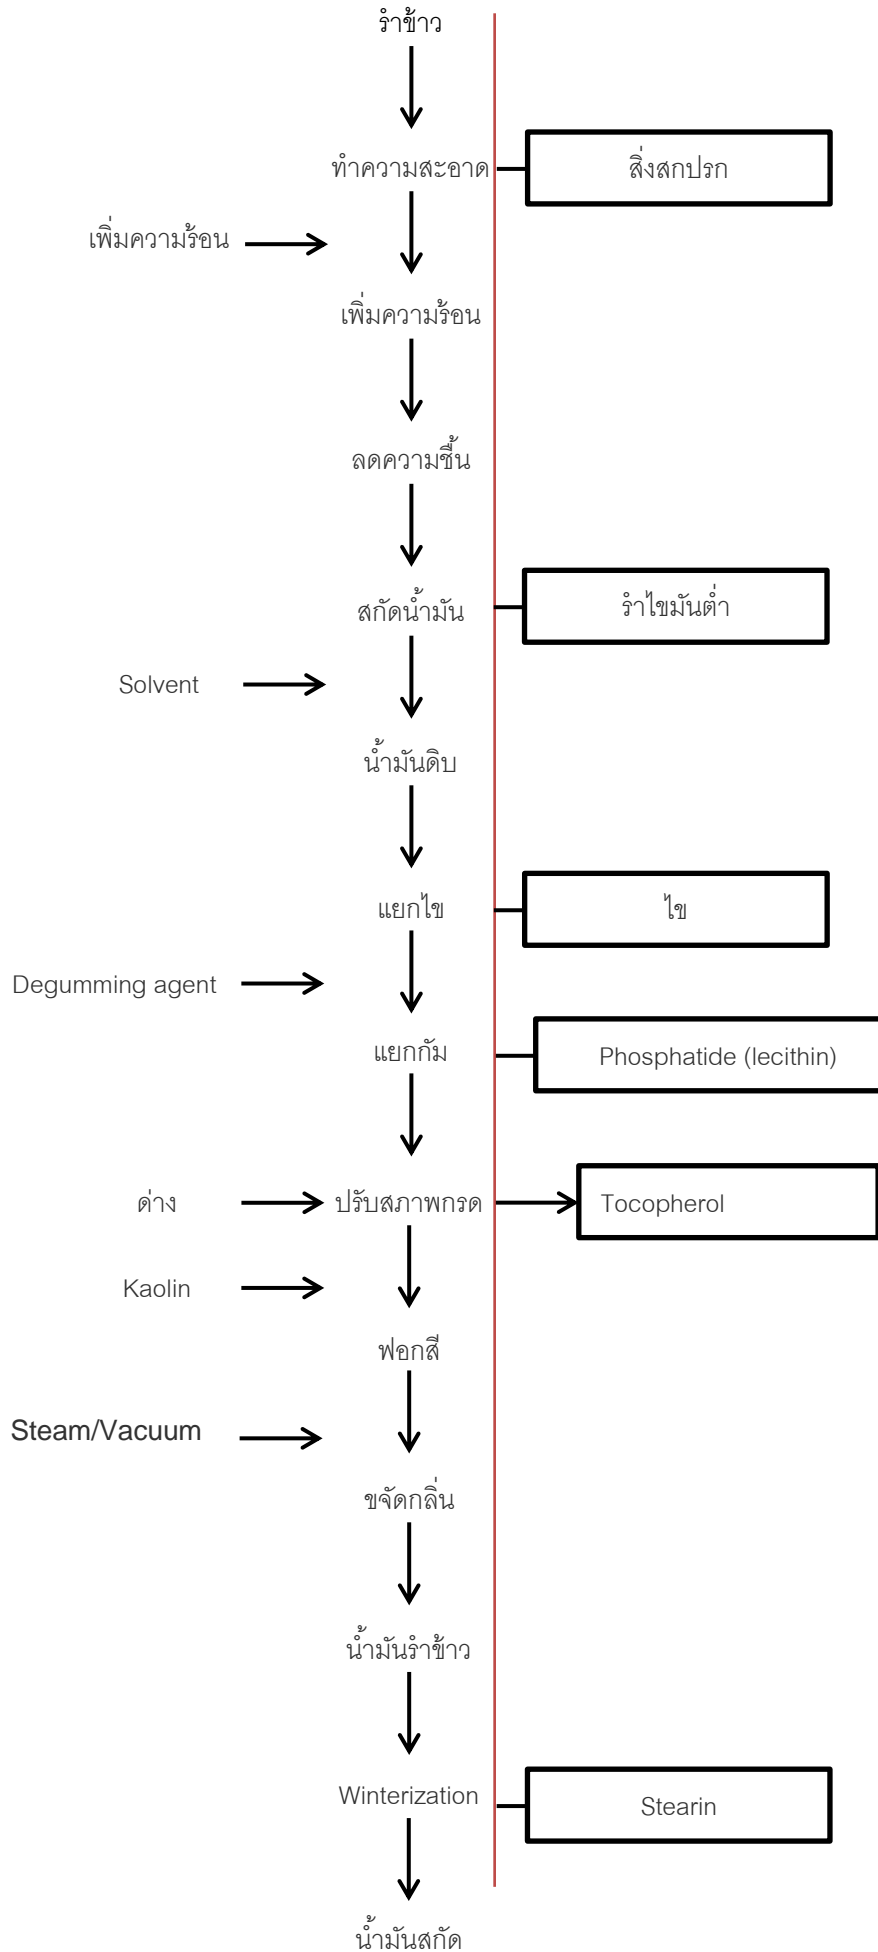 รำข้าว
ทำความสะอาด
สิ่งสกปรก
เพิ่มความร้อน
เพิ่มความร้อน
ลดความชื้น
สกัดน้ำมัน
รำไขมันต่ำ
Solvent
น้ำมันดิบ
แยกไข
ไข
Degumming agent
แยกกัม
Phosphatide (lecithin)
ด่าง
ปรับสภาพกรด
Tocopherol
Kaolin
ฟอกสี
Steam/Vacuum
ขจัดกลิ่น
น้ำมันรำข้าว
Winterization
Stearin
น้ำมันสกัด